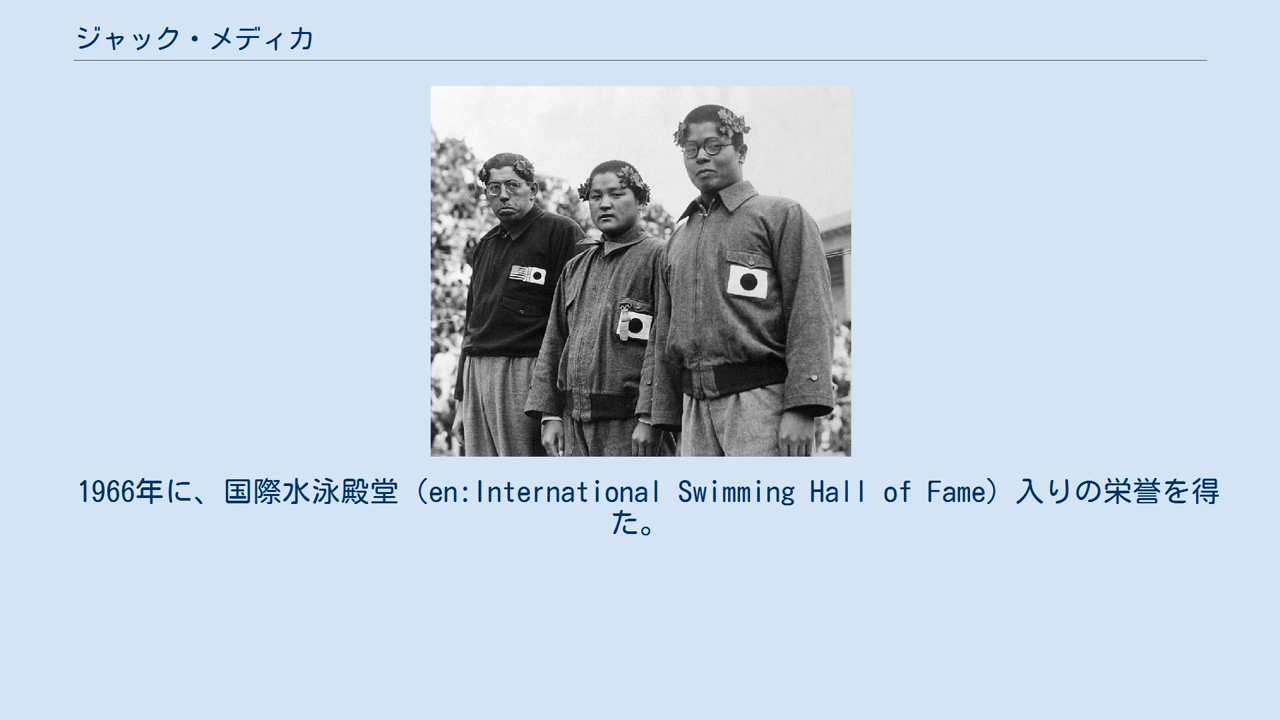 ジャック・メディカ
1966年に、国際水泳殿堂（en:International Swimming Hall of Fame）入りの栄誉を得
た。